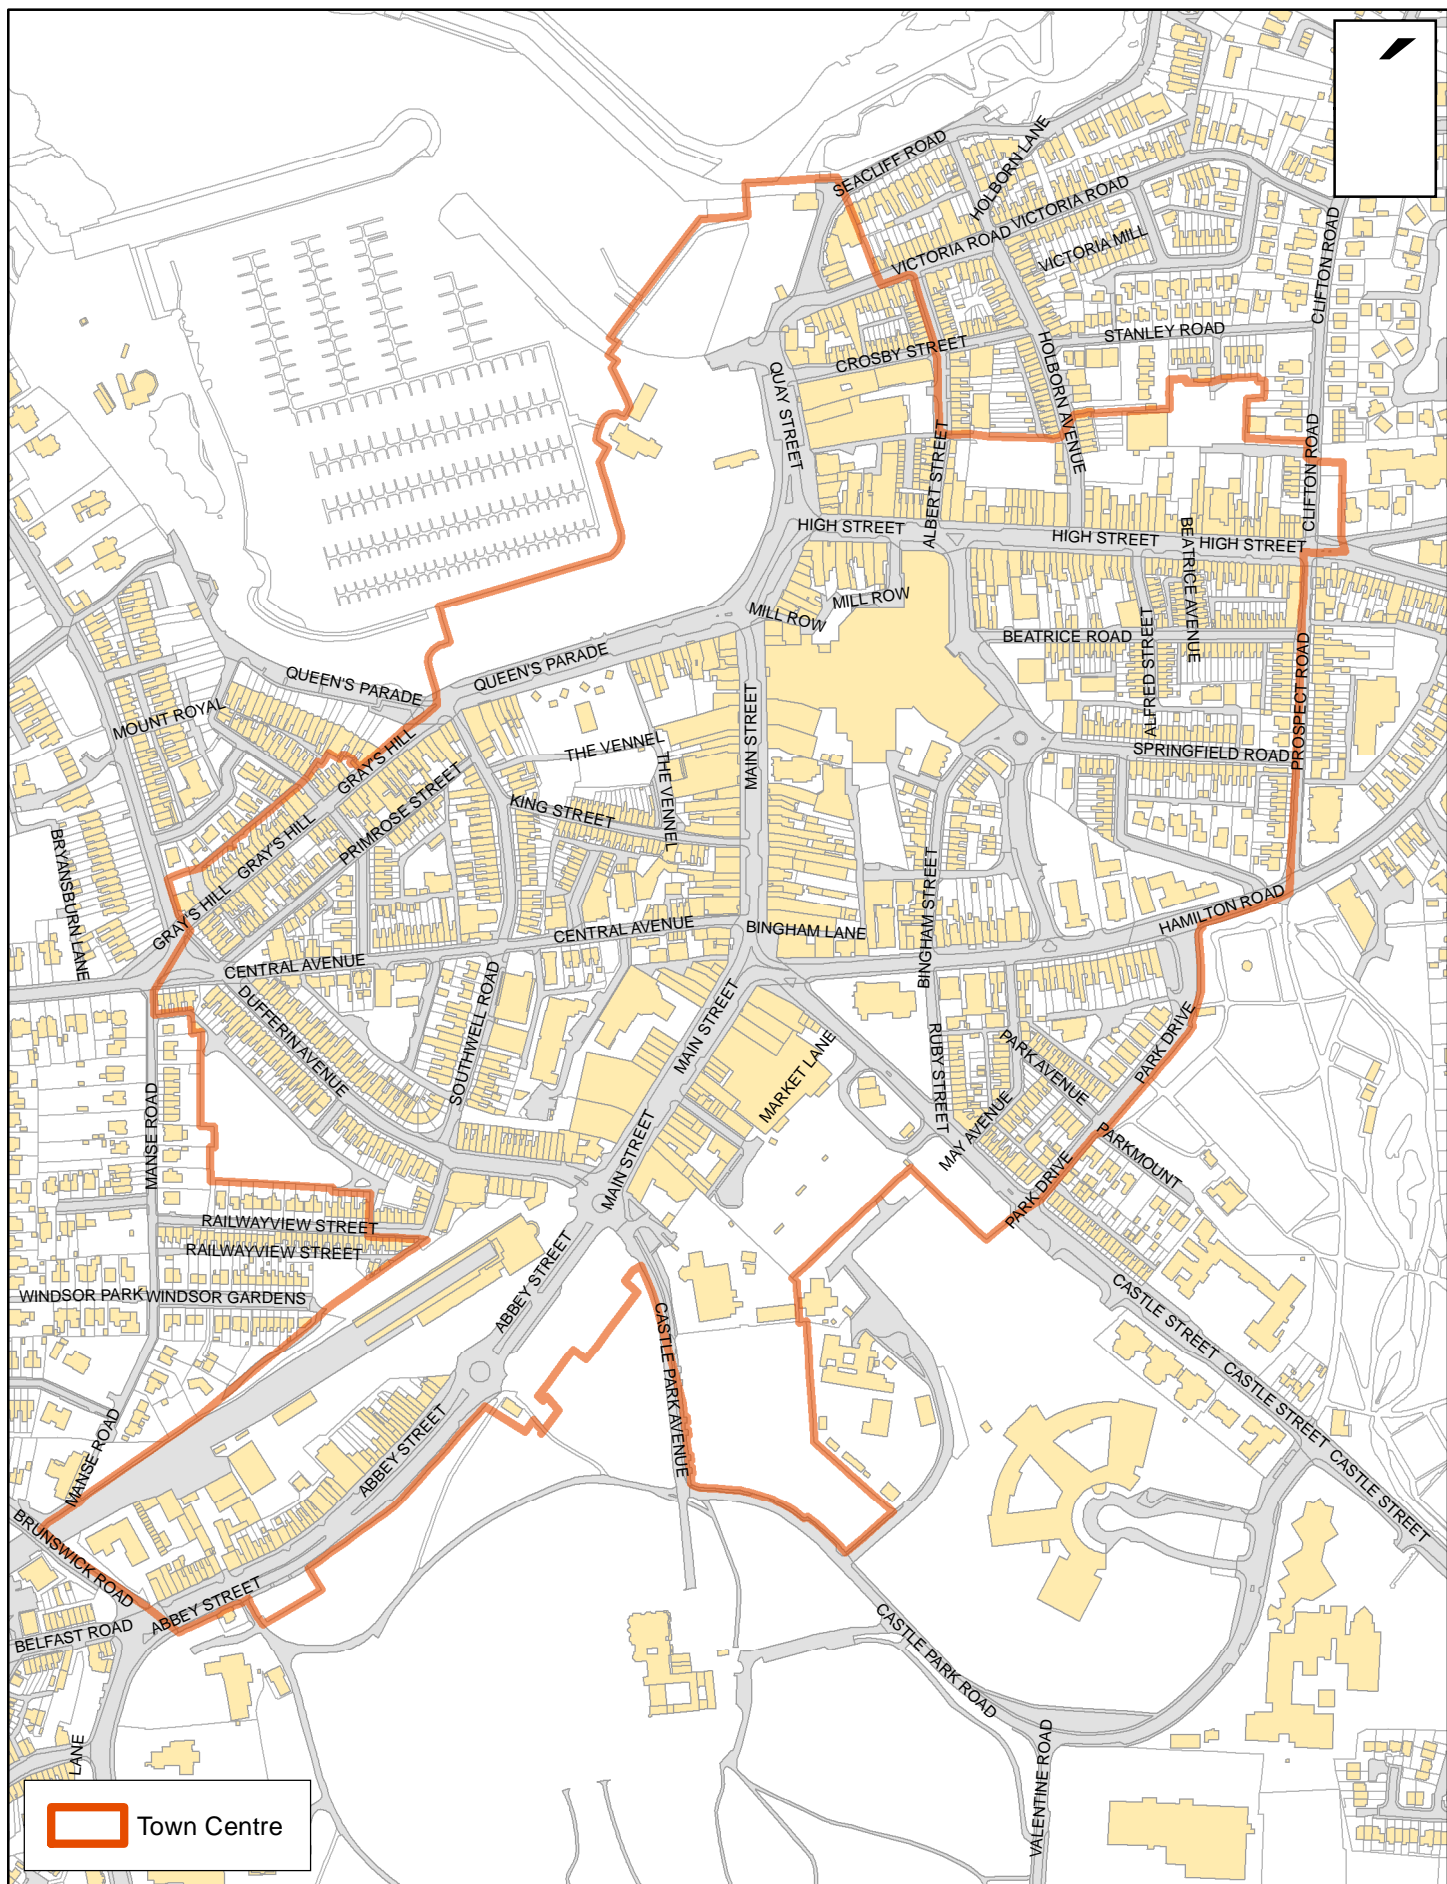 SEACLIFF ROAD
HOLBORN LANE
VICTORIA ROAD
VICTORIA ROAD
VICTORIA MILL
CLIFTON ROAD
STANLEY ROAD
CROSBY STREET
HOLBORN AVENUE
QUAY STREET
ALBERT STREET
CLIFTON ROAD
HIGH STREET
HIGH STREET
HIGH STREET
BEATRICE AVENUE
MILL ROW
MILL ROW
BEATRICE ROAD
ALFRED STREET
PROSPECT ROAD
QUEEN'S PARADE
QUEEN'S PARADE
MOUNT ROYAL
MAIN STREET
THE VENNEL
THE VENNEL
SPRINGFIELD ROAD
GRAY'S HILL
PRIMROSE STREET
KING STREET
GRAY'S HILL
BRYANSBURN LANE
BINGHAM STREET
GRAY'S HILL
HAMILTON ROAD
CENTRAL AVENUE
BINGHAM LANE
CENTRAL AVENUE
DUFFERIN AVENUE
SOUTHWELL ROAD
MAIN STREET
MARKET LANE
RUBY STREET
PARK AVENUE
PARK DRIVE
MAY AVENUE
MANSE ROAD
PARKMOUNT
MAIN STREET
PARK DRIVE
RAILWAYVIEW STREET
RAILWAYVIEW STREET
ABBEY STREET
WINDSOR PARK
WINDSOR GARDENS
CASTLE PARK AVENUE
CASTLE STREET
CASTLE STREET
CASTLE STREET
MANSE ROAD
ABBEY STREET
BRUNSWICK ROAD
ABBEY STREET
BELFAST ROAD
CASTLE PARK ROAD
LANE
VALENTINE ROAD
Town Centre